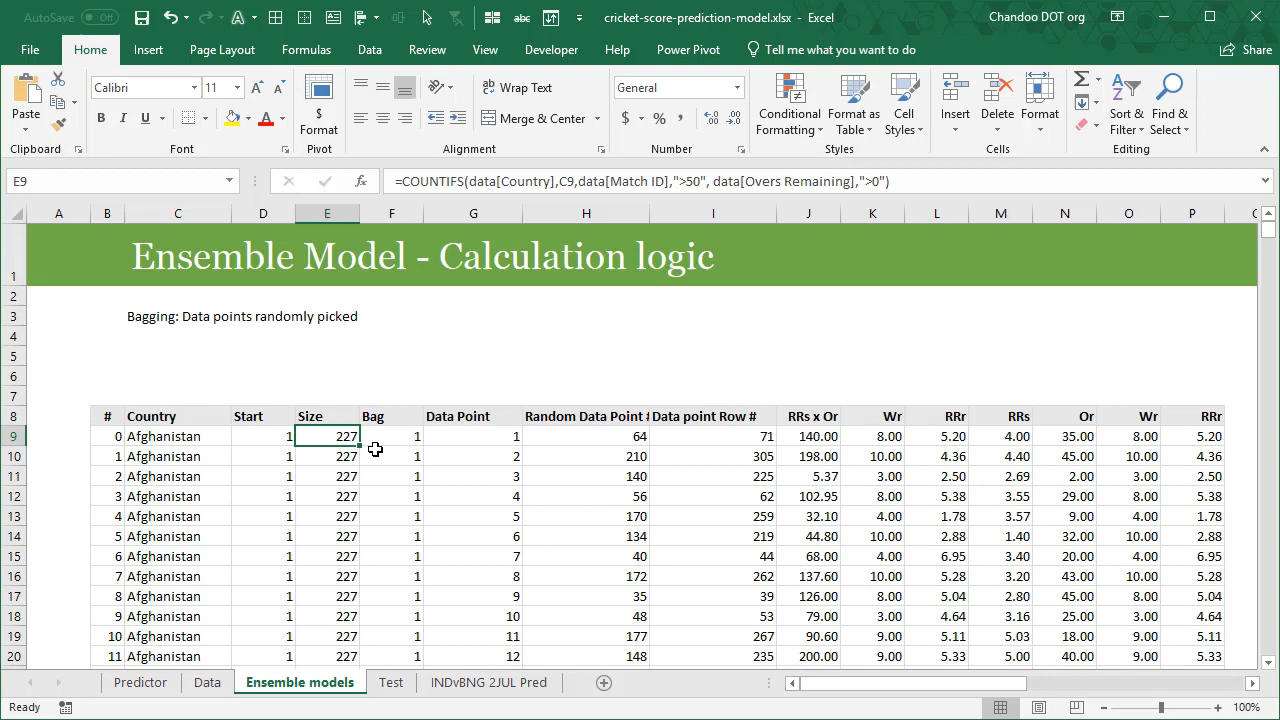 AutoSave Off cricket-score-prediction-model.xlsx - Excel Chandoo DOT org
File Home Insert Page Layout Formulas Data Review View Developer Help Power Pivot Tell me what you want to do Share
Paste Calibri 11 Wrap Text General
B I U Merge & Center $ % , Format Pivot Conditional Formatting Format as Table Cell Styles Insert Delete Format Sort & Filter Find & Select
Clipboard Font Alignment Number Styles Cells Editing
E9 fx =COUNTIFS(data[Country],C9,data[Match ID],">50", data[Overs Remaining],">0")
A B C D E F G H I J K L M N O P
1 Ensemble Model - Calculation logic
2
3 Bagging: Data points randomly picked
4
5
6
7
8 # Country Start Size Bag Data Point Random Data Point # Data point Row # RRs x Or Wr RRr RRs Or Wr RRr
9 0 Afghanistan 1 227 1 1 64 71 140.00 8.00 5.20 4.00 35.00 8.00 5.20
10 1 Afghanistan 1 227 1 2 210 305 198.00 10.00 4.36 4.40 45.00 10.00 4.36
11 2 Afghanistan 1 227 1 3 140 225 5.37 3.00 2.50 2.69 2.00 3.00 2.50
12 3 Afghanistan 1 227 1 4 56 62 102.95 8.00 5.38 3.55 29.00 8.00 5.38
13 4 Afghanistan 1 227 1 5 170 259 32.10 4.00 1.78 3.57 9.00 4.00 1.78
14 5 Afghanistan 1 227 1 6 134 219 44.80 10.00 2.88 1.40 32.00 10.00 2.88
15 6 Afghanistan 1 227 1 7 40 44 68.00 4.00 6.95 3.40 20.00 4.00 6.95
16 7 Afghanistan 1 227 1 8 172 262 137.60 10.00 5.28 3.20 43.00 10.00 5.28
17 8 Afghanistan 1 227 1 9 35 39 126.00 8.00 5.04 2.80 45.00 8.00 5.04
18 9 Afghanistan 1 227 1 10 48 53 79.00 3.00 4.64 3.16 25.00 3.00 4.64
19 10 Afghanistan 1 227 1 11 177 267 90.60 9.00 5.11 5.03 18.00 9.00 5.11
20 11 Afghanistan 1 227 1 12 148 235 200.00 9.00 5.33 5.00 40.00 9.00 5.33
Predictor Data Ensemble models Test INDvBNG 2JUL Pred
Ready 100%